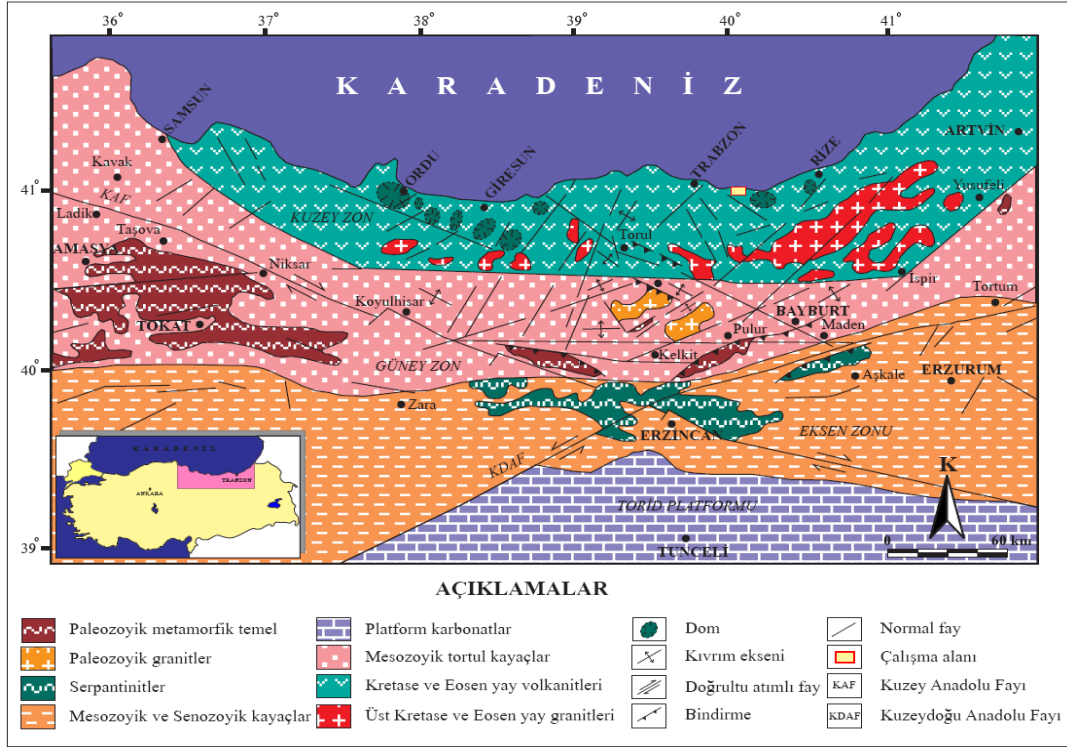 36° 37° 38° 39° 40° 41°
KARADENİZ
SAMSUN
Kavak
41°
KAF
Ladik
Taşova
AMASYA
Niksar
TOKAT
40°
39°
KUZEY ZON
ORDU
GİRESUN
TRABZON
RİZE
ARTVİN
Yusufeli
Torul
İspir
Tortum
Koyulhisar
BAYBURT
Pulur
Maden
Kelkit
GÜNEY ZON
Aşkale
ERZURUM
Zara
ERZİNCAN
EKSEN ZONU
KDAF
TORİD PLATFORMU
TUNCELİ
K
0 60 km
KARADENİZ
TRABZON
ANKARA
AÇIKLAMALAR
Paleozoyik metamorfik temel
Paleozoyik granitler
Serpantinitler
Mesozoyik ve Senozoyik kayaçlar
Platform karbonatlar
Mesozoyik tortul kayaçlar
Kretase ve Eosen yay volkanitleri
Üst Kretase ve Eosen yay granitleri
Dom
Kıvrım ekseni
Doğrultu atımlı fay
Bindirme
Normal fay
Çalışma alanı
KAF Kuzey Anadolu Fayı
KDAF Kuzeydoğu Anadolu Fayı